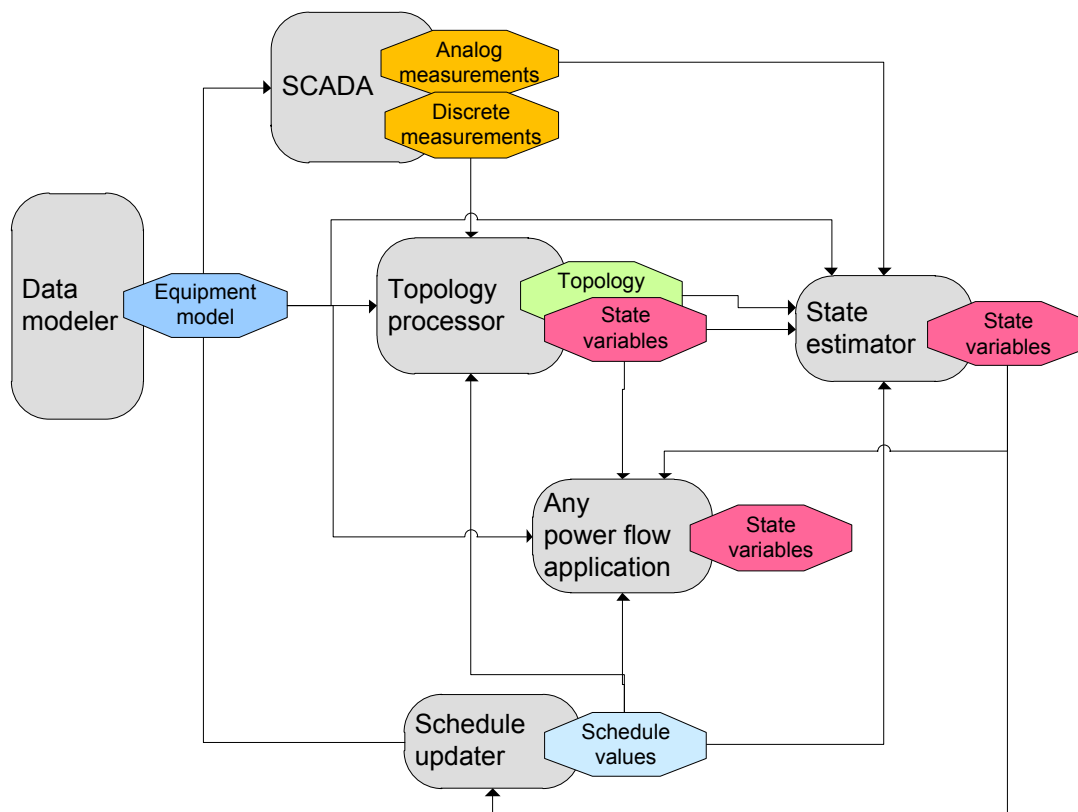 Analog
measurements
SCADA
Discrete
measurements
Data
modeler
Equipment
model
Topology
processor
Topology
State
variables
State
estimator
State
variables
Any
power flow
application
State
variables
Schedule
updater
Schedule
values